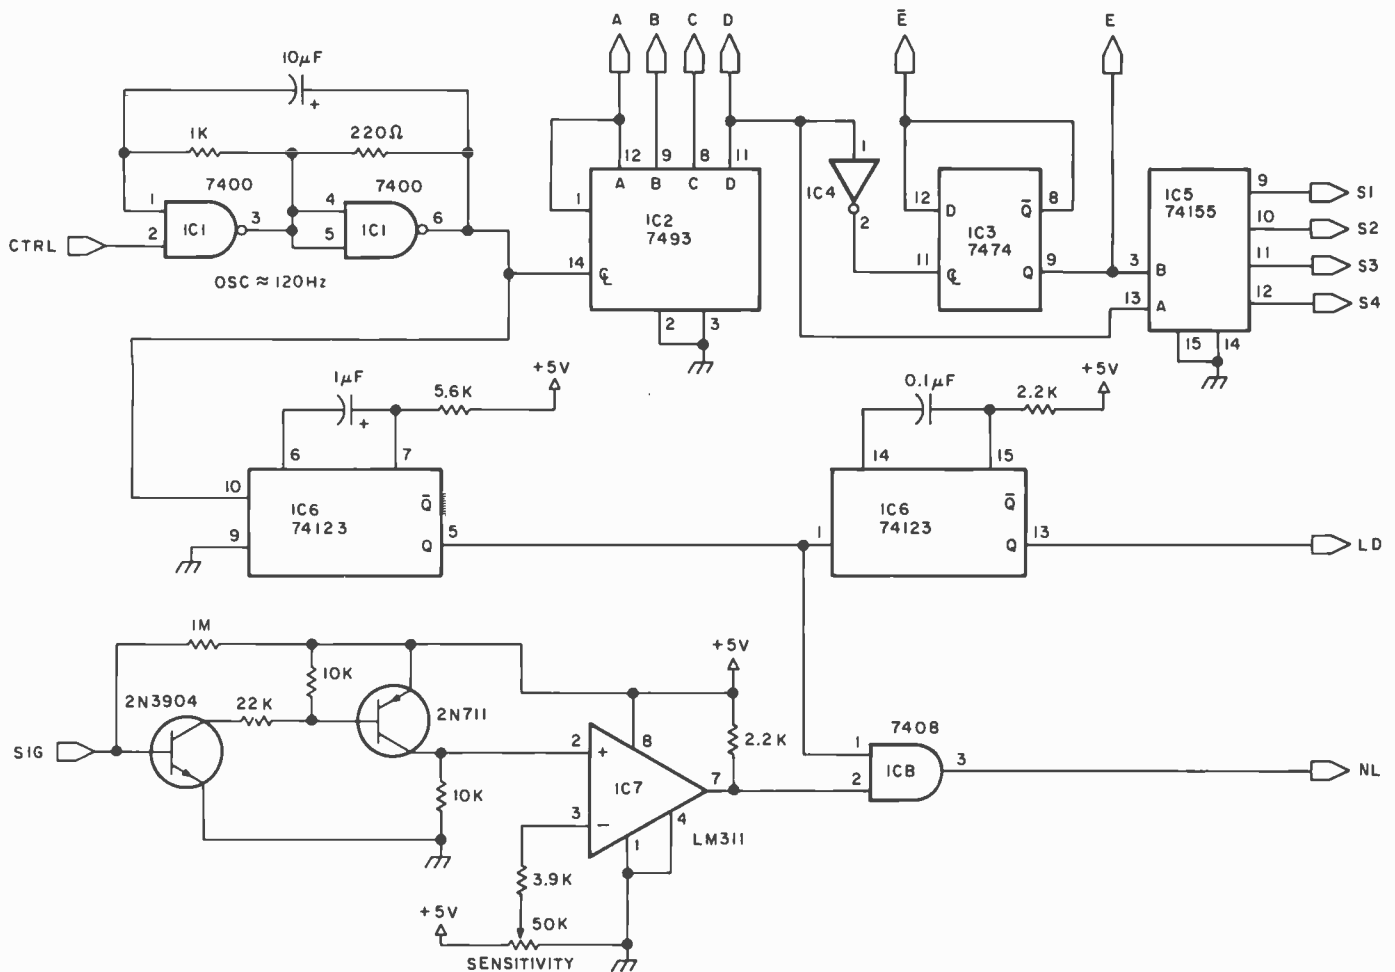 A B C D E̅ E
10µF
1K 220Ω
12 9 8 11
A B C D
7400 7400
1 3 4 6
2 5
IC1 IC1
CTRL
OSC ≈ 120Hz
1
IC2
7493
14 C̵L
2 3
1
IC4
2
12 D Q̅ 8
IC3
7474
11 C̵L Q 9
IC5
74155
3 B
13 A
9 S1
10 S2
11 S3
12 S4
15 14
1µF
5.6K
+5V
6 7
10
IC6
74123
Q̅
9
Q 5
0.1µF
2.2K
+5V
14 15
IC6
74123
Q̅
1
Q 13
LD
1M
10K
2N3904
22K
2N711
SIG
10K
+5V
2.2K
2 +
8
IC7
7
3 –
4
1
LM311
3.9K
+5V
50K
SENSITIVITY
7408
1
IC8
3
2
NL